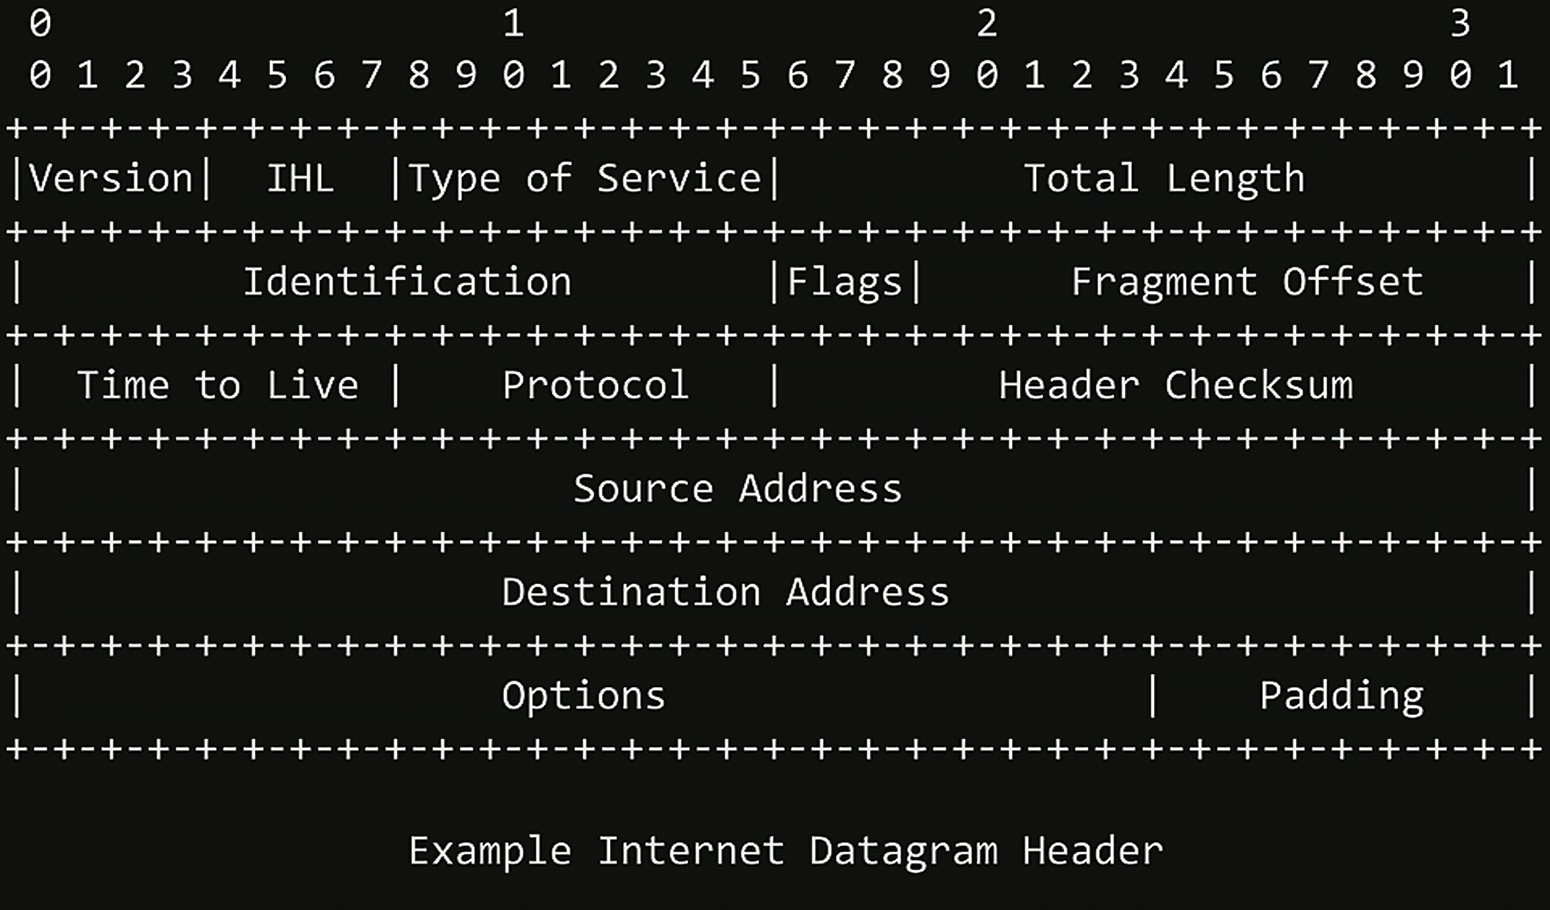 0                   1                   2                   3
 0 1 2 3 4 5 6 7 8 9 0 1 2 3 4 5 6 7 8 9 0 1 2 3 4 5 6 7 8 9 0 1
+-+-+-+-+-+-+-+-+-+-+-+-+-+-+-+-+-+-+-+-+-+-+-+-+-+-+-+-+-+-+-+-+
|Version|  IHL  |Type of Service|          Total Length         |
+-+-+-+-+-+-+-+-+-+-+-+-+-+-+-+-+-+-+-+-+-+-+-+-+-+-+-+-+-+-+-+-+
|         Identification        |Flags|      Fragment Offset    |
+-+-+-+-+-+-+-+-+-+-+-+-+-+-+-+-+-+-+-+-+-+-+-+-+-+-+-+-+-+-+-+-+
|  Time to Live |    Protocol   |         Header Checksum       |
+-+-+-+-+-+-+-+-+-+-+-+-+-+-+-+-+-+-+-+-+-+-+-+-+-+-+-+-+-+-+-+-+
|                       Source Address                          |
+-+-+-+-+-+-+-+-+-+-+-+-+-+-+-+-+-+-+-+-+-+-+-+-+-+-+-+-+-+-+-+-+
|                    Destination Address                        |
+-+-+-+-+-+-+-+-+-+-+-+-+-+-+-+-+-+-+-+-+-+-+-+-+-+-+-+-+-+-+-+-+
|                    Options                    |    Padding    |
+-+-+-+-+-+-+-+-+-+-+-+-+-+-+-+-+-+-+-+-+-+-+-+-+-+-+-+-+-+-+-+-+
                 Example Internet Datagram Header